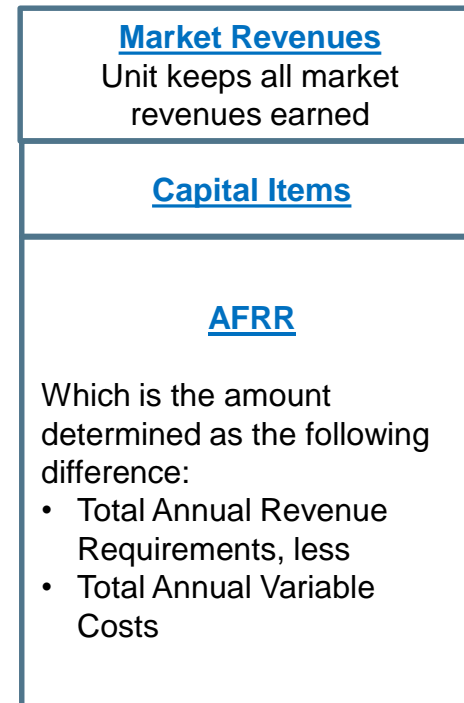 Market Revenues
Unit keeps all market
revenues earned
Capital Items
AFRR
Which is the amount
determined as the following
difference:
• Total Annual Revenue
Requirements, less
• Total Annual Variable
Costs